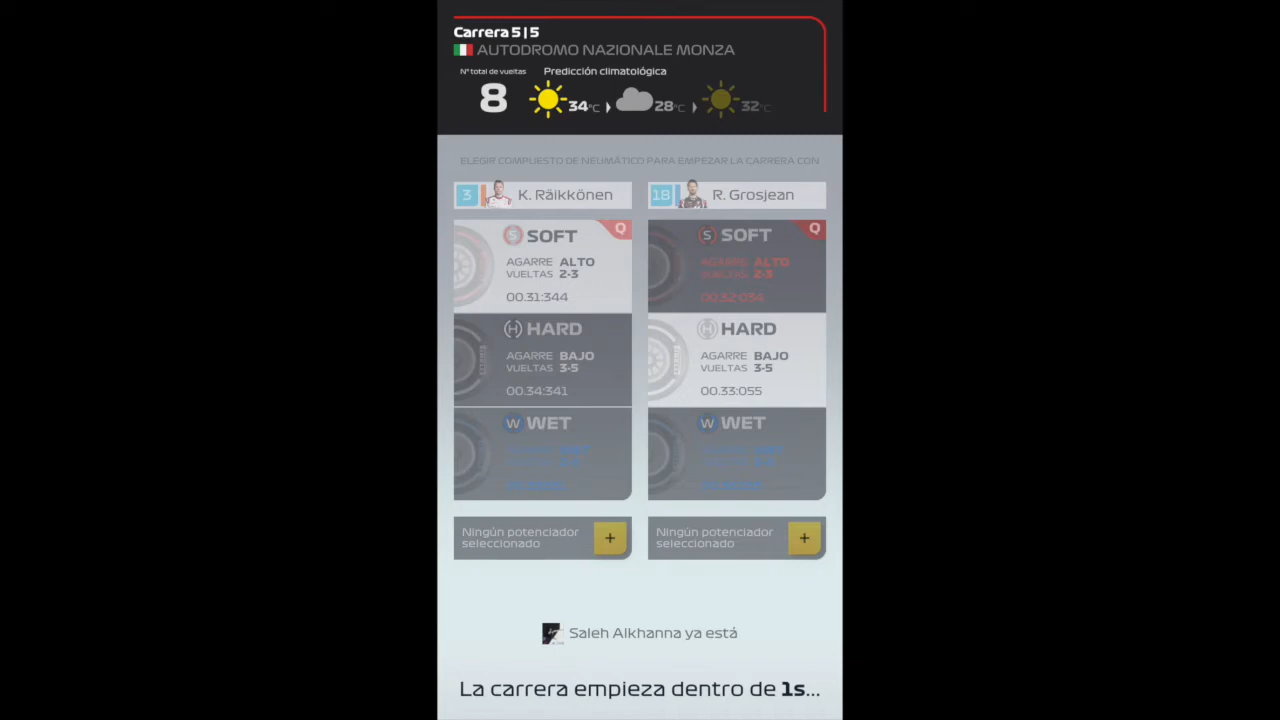 Carrera 5|5
AUTODROMO NAZIONALE MONZA
Nº total de vueltas
Predicción climatológica
8
34°C
28°C
32°C
ELEGIR COMPUESTO DE NEUMÁTICO PARA EMPEZAR LA CARRERA CON
3 K. Räikkönen
18 R. Grosjean
S SOFT Q
AGARRE ALTO
VUELTAS 2-3
00.31:344
S SOFT Q
AGARRE ALTO
VUELTAS 2-3
00.32:034
H HARD
AGARRE BAJO
VUELTAS 3-5
00.34:341
H HARD
AGARRE BAJO
VUELTAS 3-5
00.33:055
W WET
W WET
Ningún potenciador
seleccionado +
Ningún potenciador
seleccionado +
Saleh Alkhanna ya está
La carrera empieza dentro de 1s...